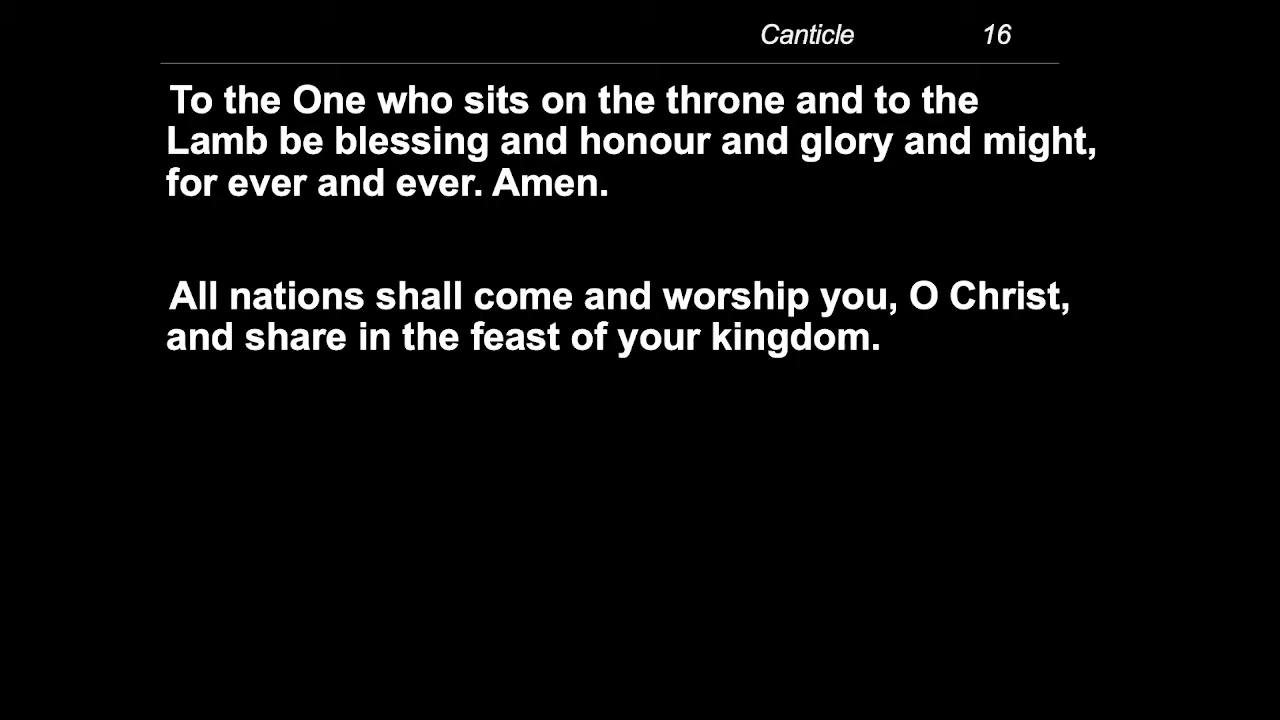 Canticle 16
To the One who sits on the throne and to the
Lamb be blessing and honour and glory and might,
for ever and ever. Amen.
All nations shall come and worship you, O Christ,
and share in the feast of your kingdom.